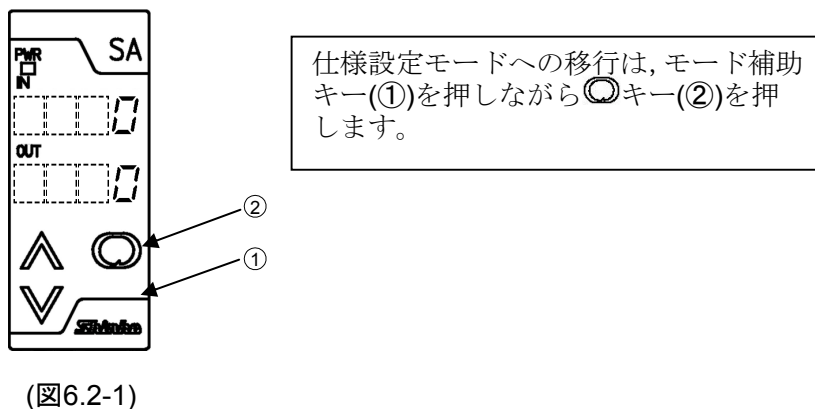 PWR
SA
IN
0
OUT
0
②
①
Shinko
仕様設定モードへの移行は, モード補助
キー(①)を押しながら◯キー(②)を押
します。
(図6.2-1)